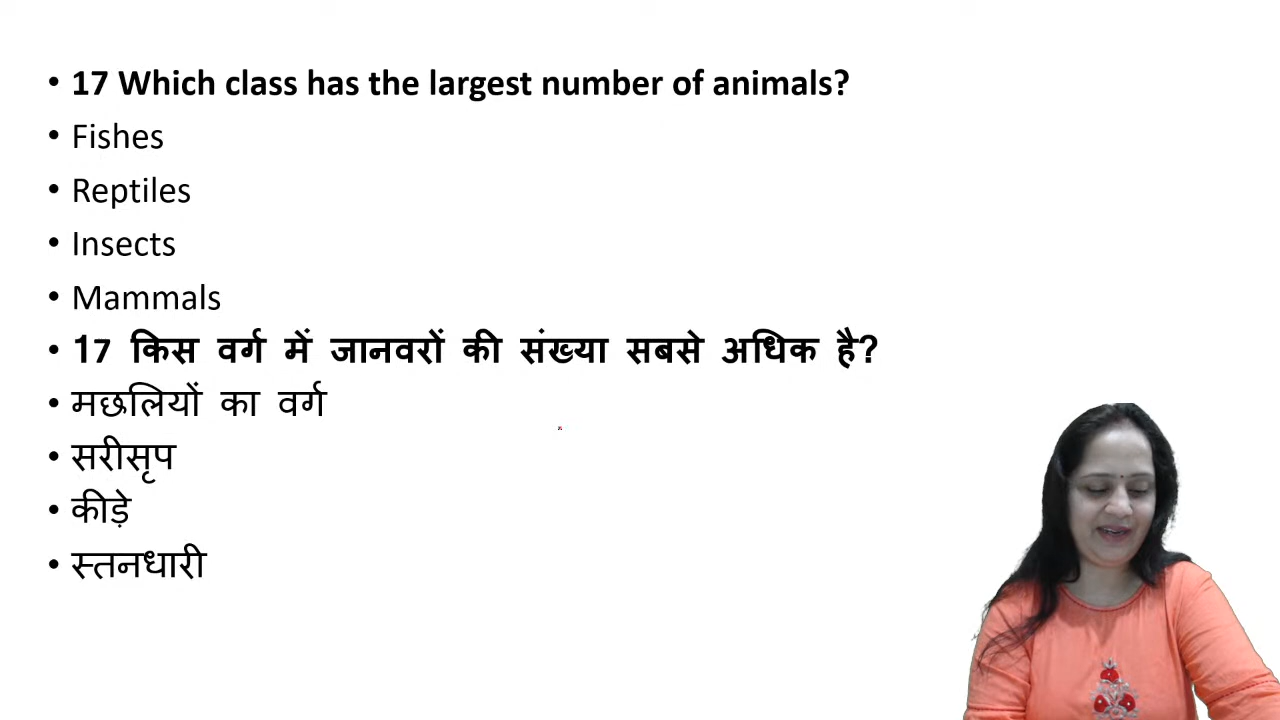 • 17 Which class has the largest number of animals?
• Fishes
• Reptiles
• Insects
• Mammals
• 17 किस वर्ग में जानवरों की संख्या सबसे अधिक है?
• मछलियों का वर्ग
• सरीसृप
• कीड़े
• स्तनधारी